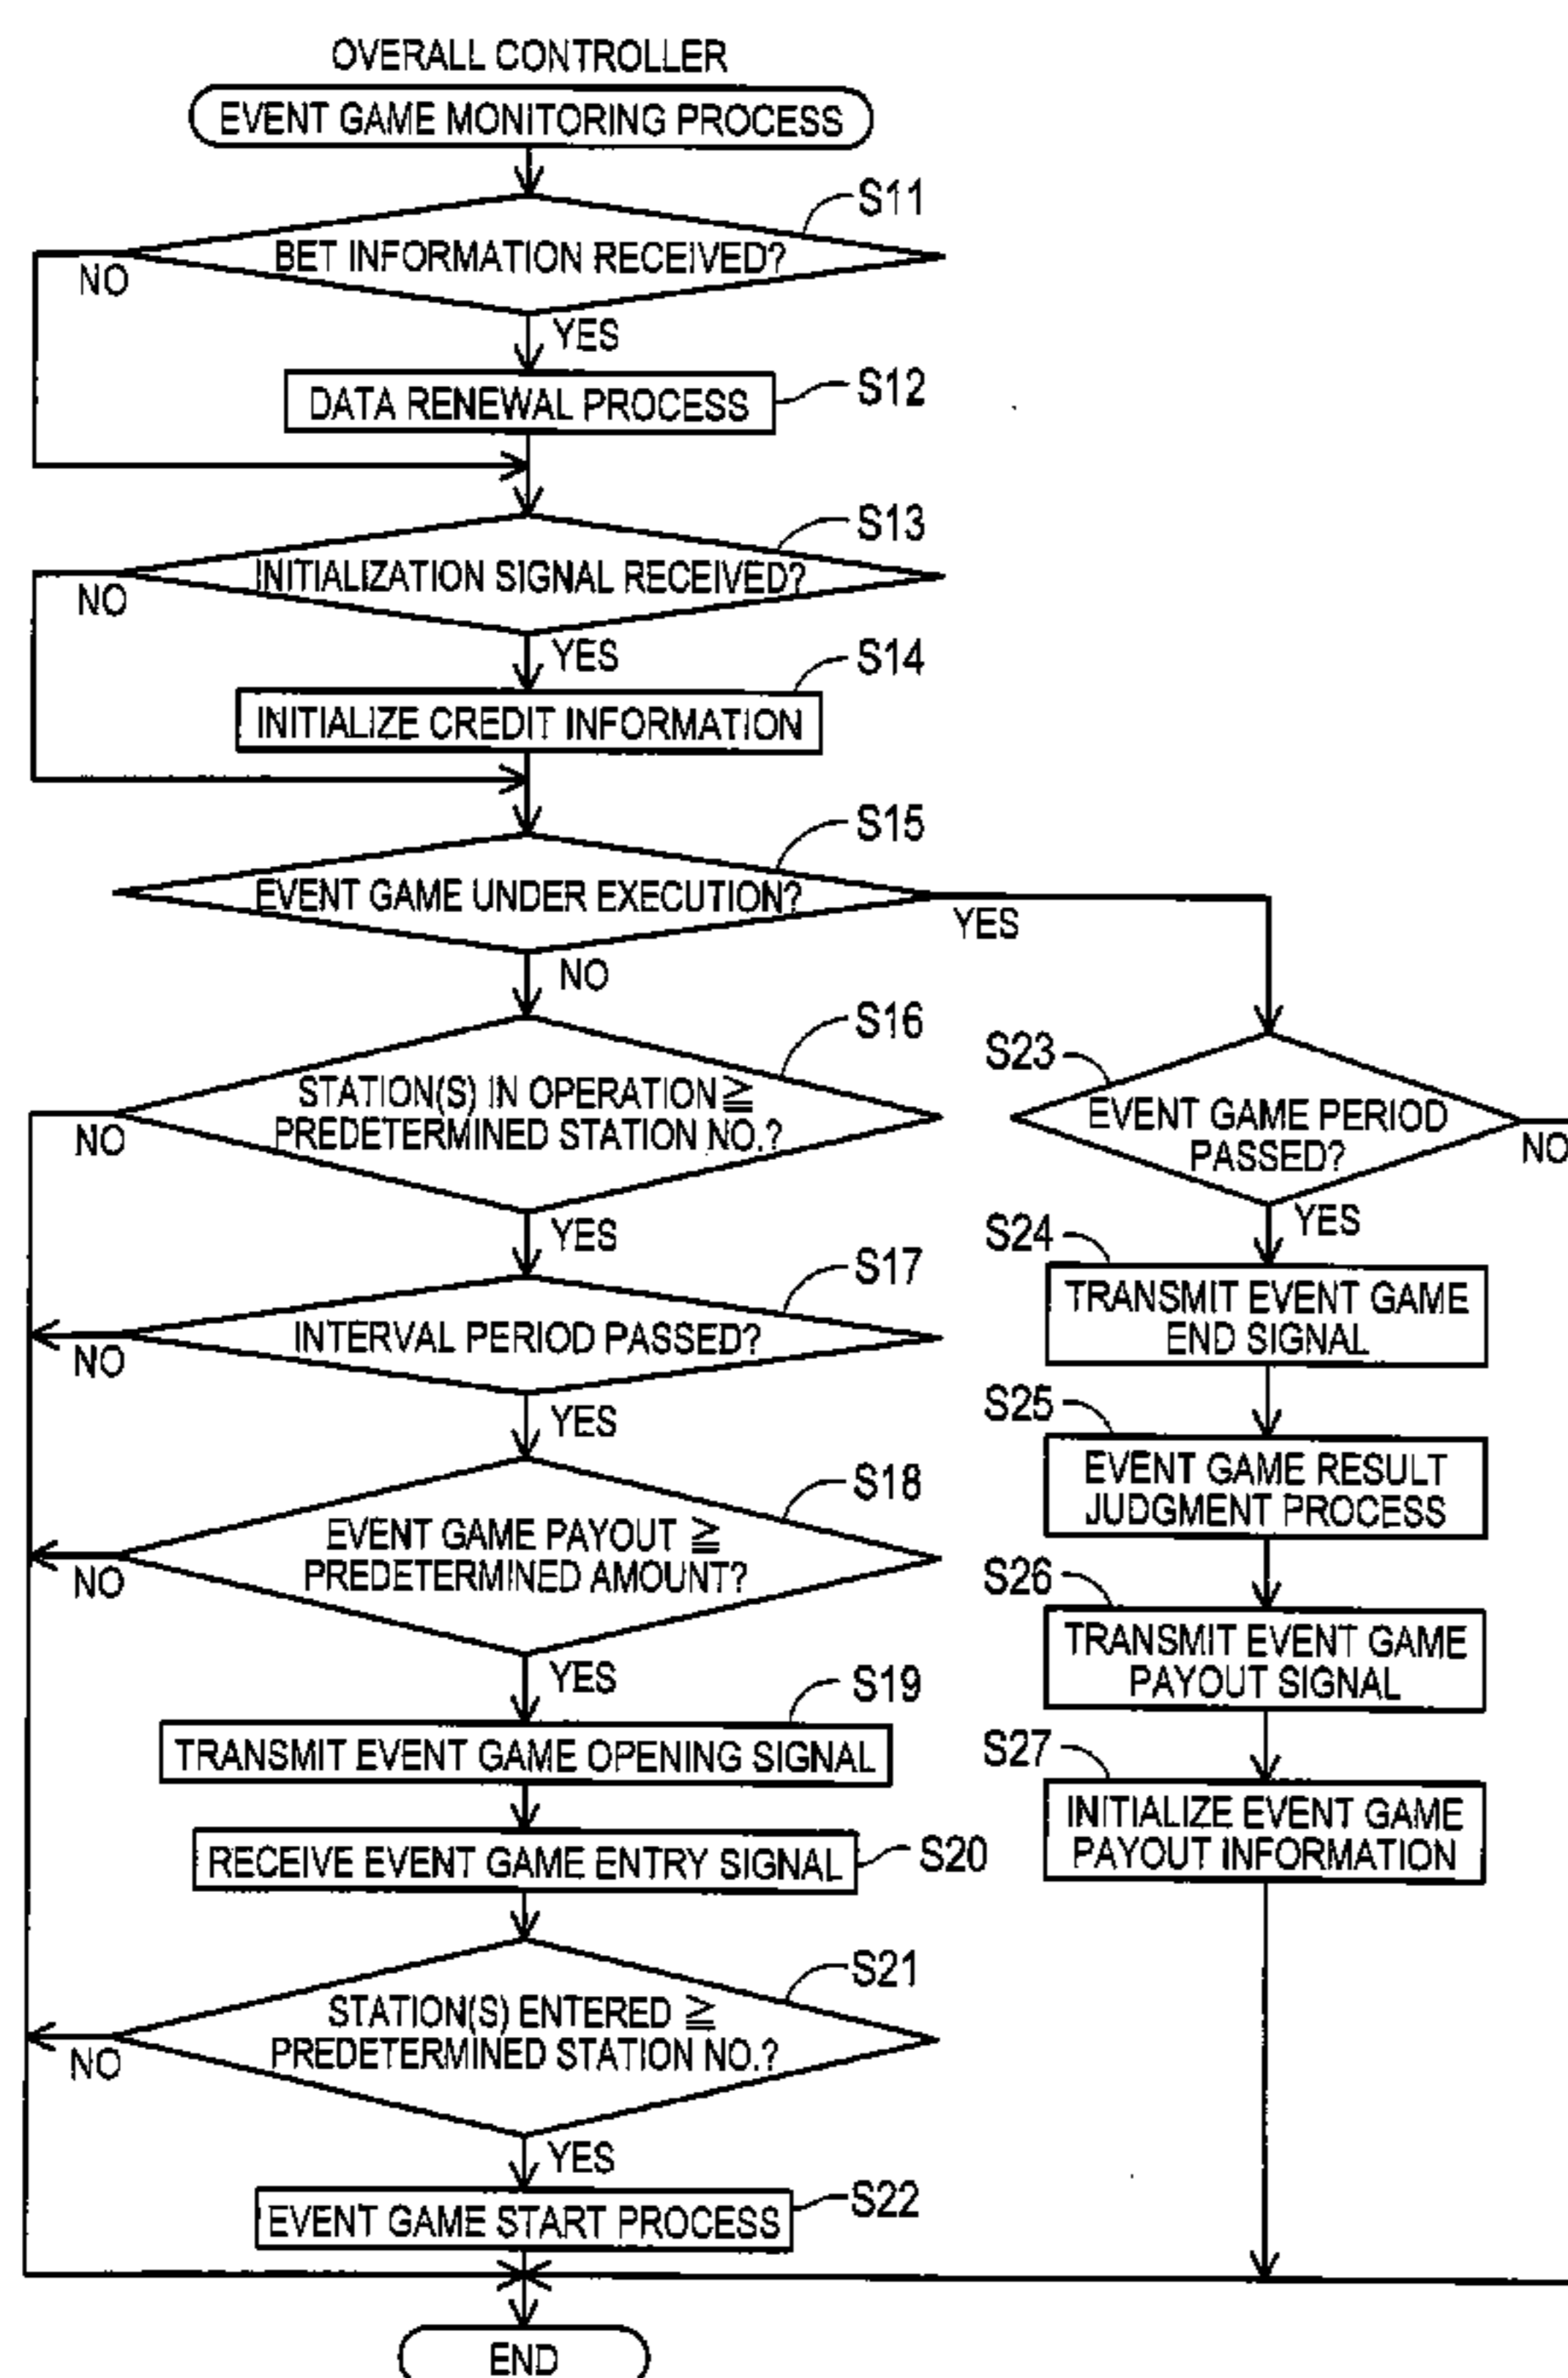 OVERALL CONTROLLER
EVENT GAME MONITORING PROCESS
S11
BET INFORMATION RECEIVED?
NO
YES
S12
DATA RENEWAL PROCESS
S13
INITIALIZATION SIGNAL RECEIVED?
NO
YES
S14
INITIALIZE CREDIT INFORMATION
S15
EVENT GAME UNDER EXECUTION?
YES
NO
S16
STATION(S) IN OPERATION ≧
PREDETERMINED STATION NO.?
NO
YES
S17
INTERVAL PERIOD PASSED?
NO
YES
S18
EVENT GAME PAYOUT ≧
PREDETERMINED AMOUNT?
NO
YES
S19
TRANSMIT EVENT GAME OPENING SIGNAL
RECEIVE EVENT GAME ENTRY SIGNAL
S20
S21
STATION(S) ENTERED ≧
PREDETERMINED STATION NO.?
NO
YES
S22
EVENT GAME START PROCESS
S23
EVENT GAME PERIOD
PASSED?
NO
YES
S24
TRANSMIT EVENT GAME
END SIGNAL
S25
EVENT GAME RESULT
JUDGMENT PROCESS
S26
TRANSMIT EVENT GAME
PAYOUT SIGNAL
S27
INITIALIZE EVENT GAME
PAYOUT INFORMATION
END